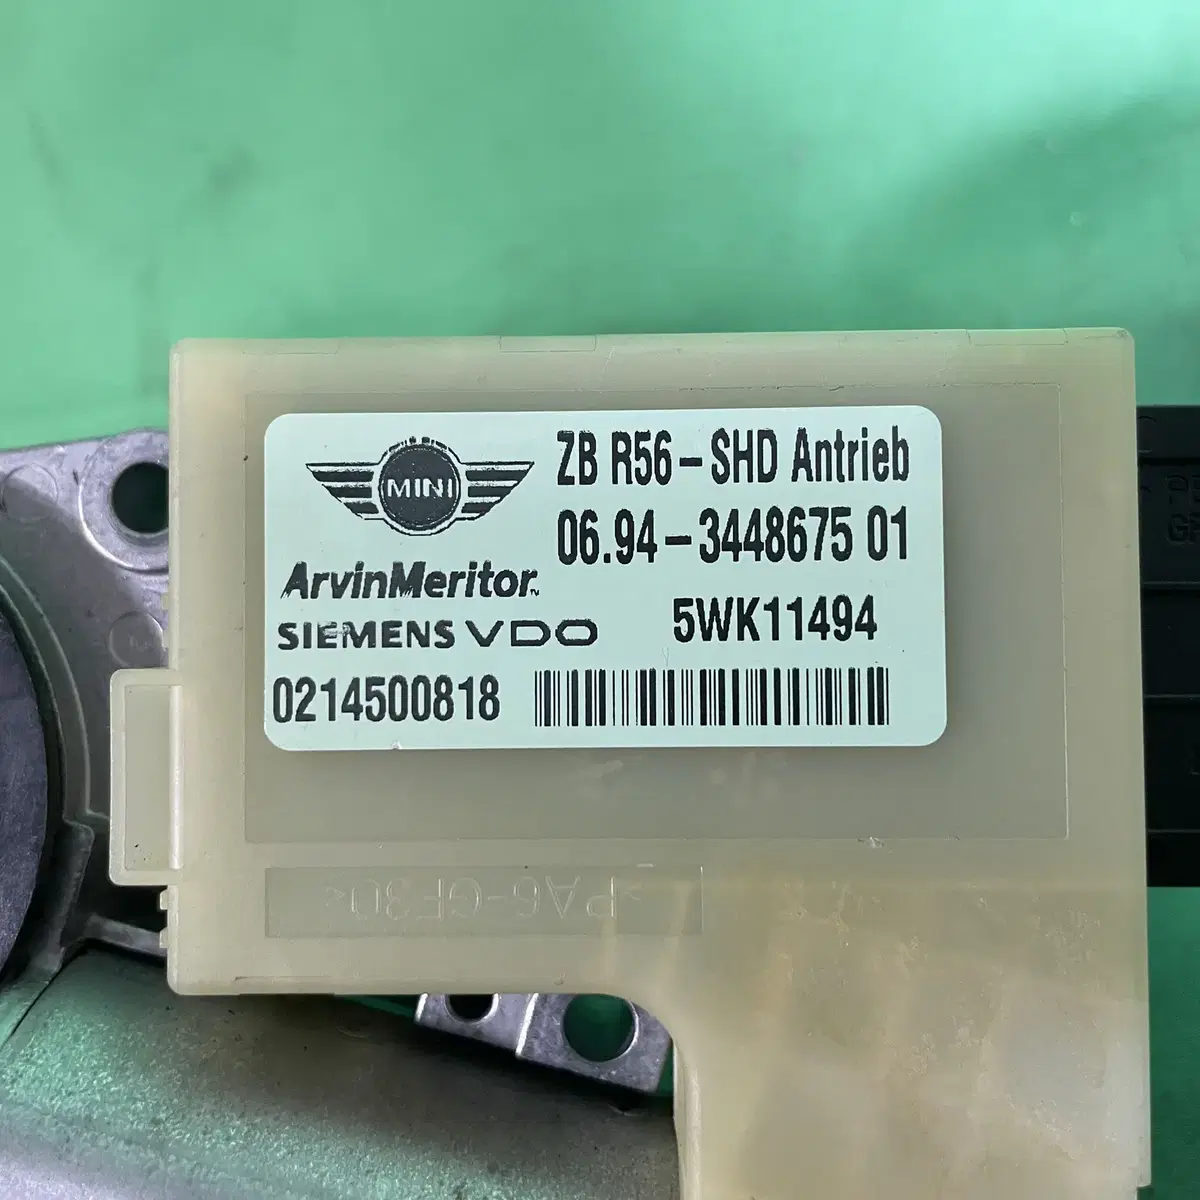 MINI
ZB R56-SHD Antrieb
06.94-3448675 01
ArvinMeritor
SIEMENS VDO
5WK11494
0214500818
>PA6-GF30<